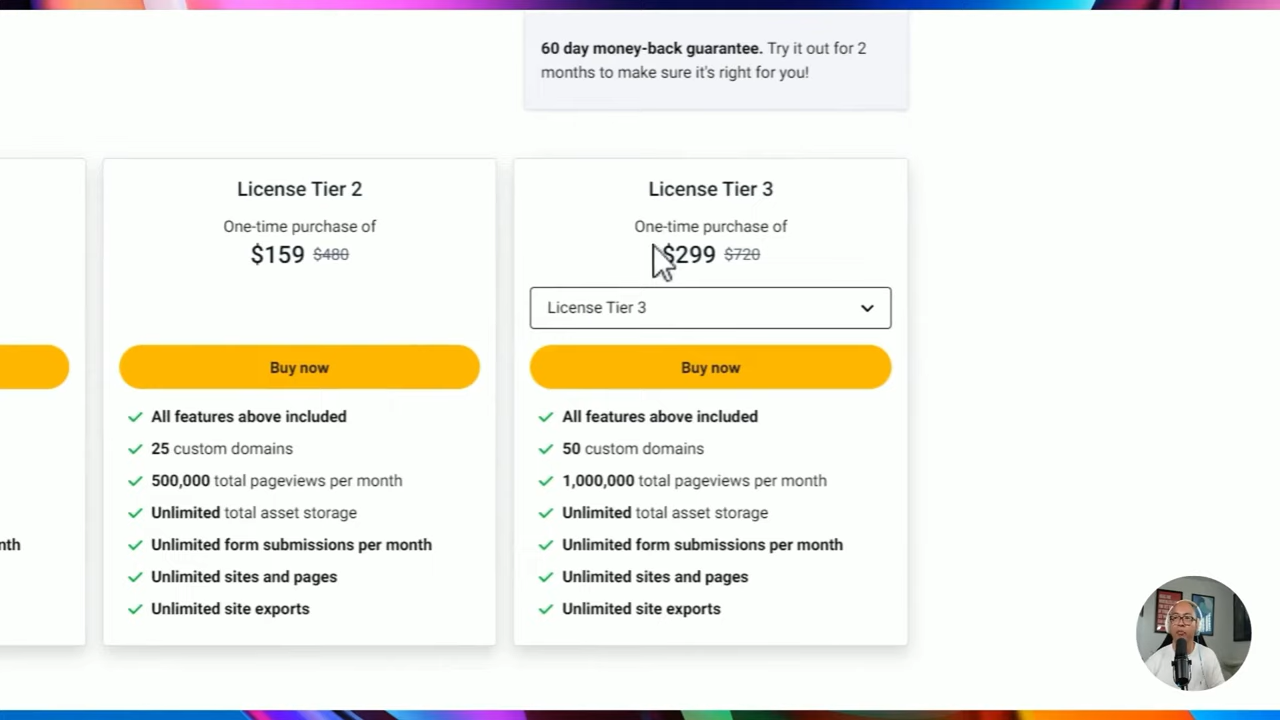 60 day money-back guarantee. Try it out for 2
months to make sure it's right for you!
License Tier 2
One-time purchase of
$159 $480
Buy now
All features above included
25 custom domains
500,000 total pageviews per month
Unlimited total asset storage
Unlimited form submissions per month
Unlimited sites and pages
Unlimited site exports
License Tier 3
One-time purchase of
$299 $720
License Tier 3
Buy now
All features above included
50 custom domains
1,000,000 total pageviews per month
Unlimited total asset storage
Unlimited form submissions per month
Unlimited sites and pages
Unlimited site exports